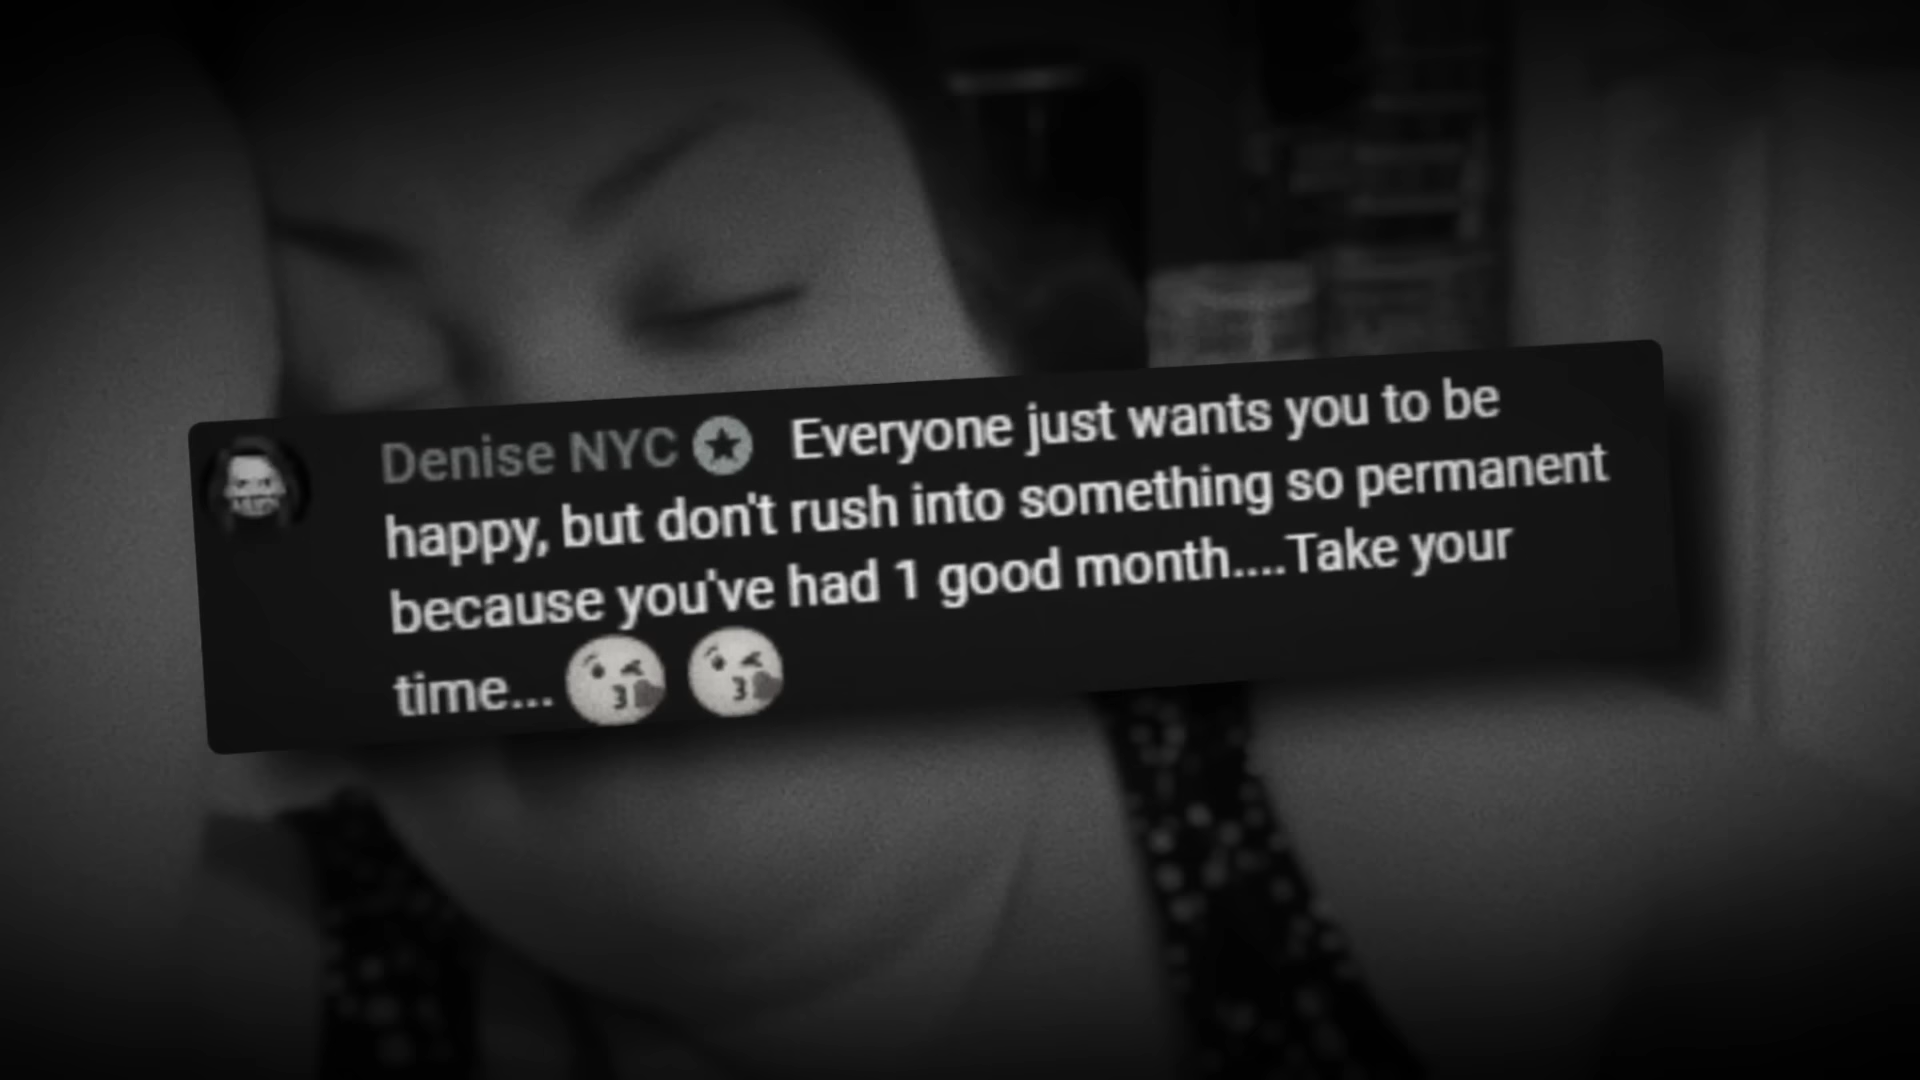 Denise NYC Everyone just wants you to be
happy, but don't rush into something so permanent
because you've had 1 good month....Take your
time...😘 😘